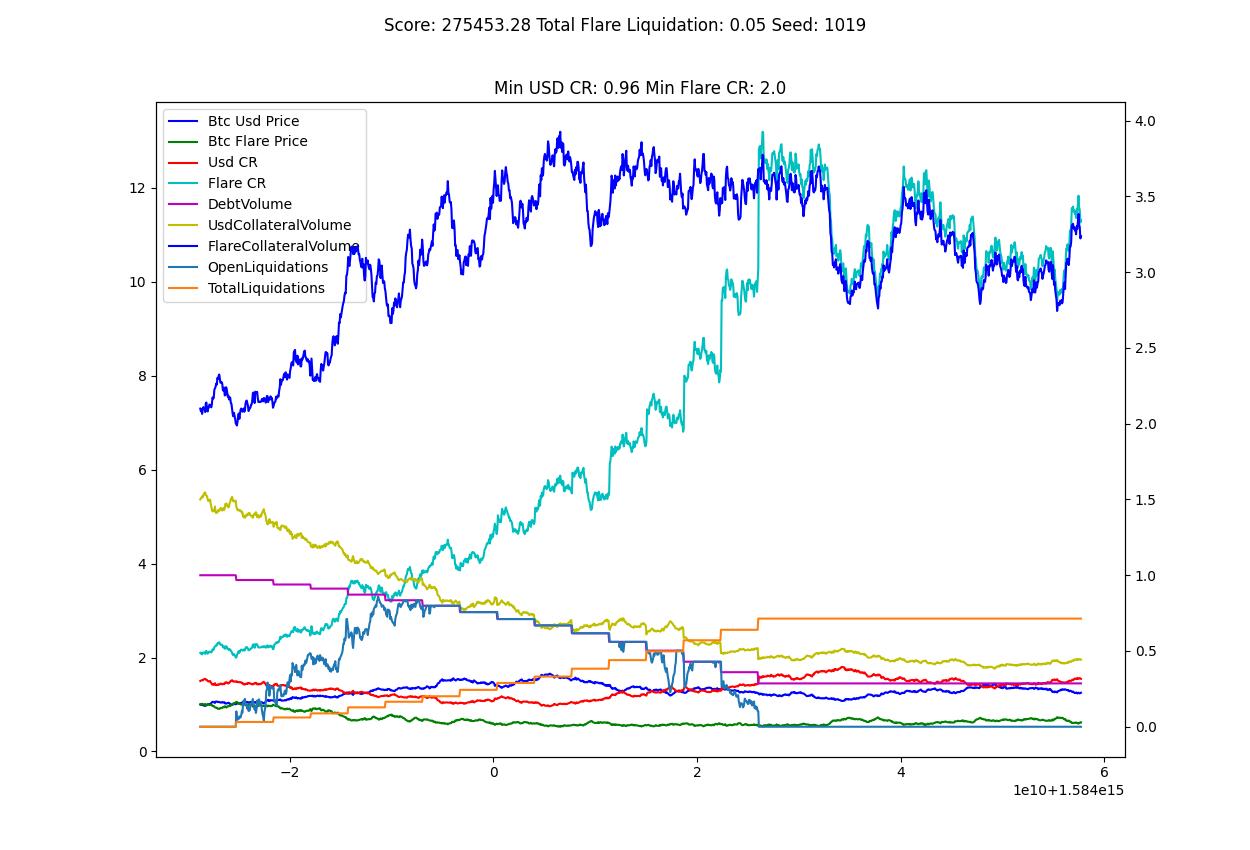 Score: 275453.28 Total Flare Liquidation: 0.05 Seed: 1019
Min USD CR: 0.96 Min Flare CR: 2.0
Btc Usd Price
Btc Flare Price
Usd CR
Flare CR
DebtVolume
UsdCollateralVolume
FlareCollateralVolume
OpenLiquidations
TotalLiquidations
12
10
8
6
4
2
0
4.0
3.5
3.0
2.5
2.0
1.5
1.0
0.5
0.0
−2
0
2
4
6
1e10+1.584e15